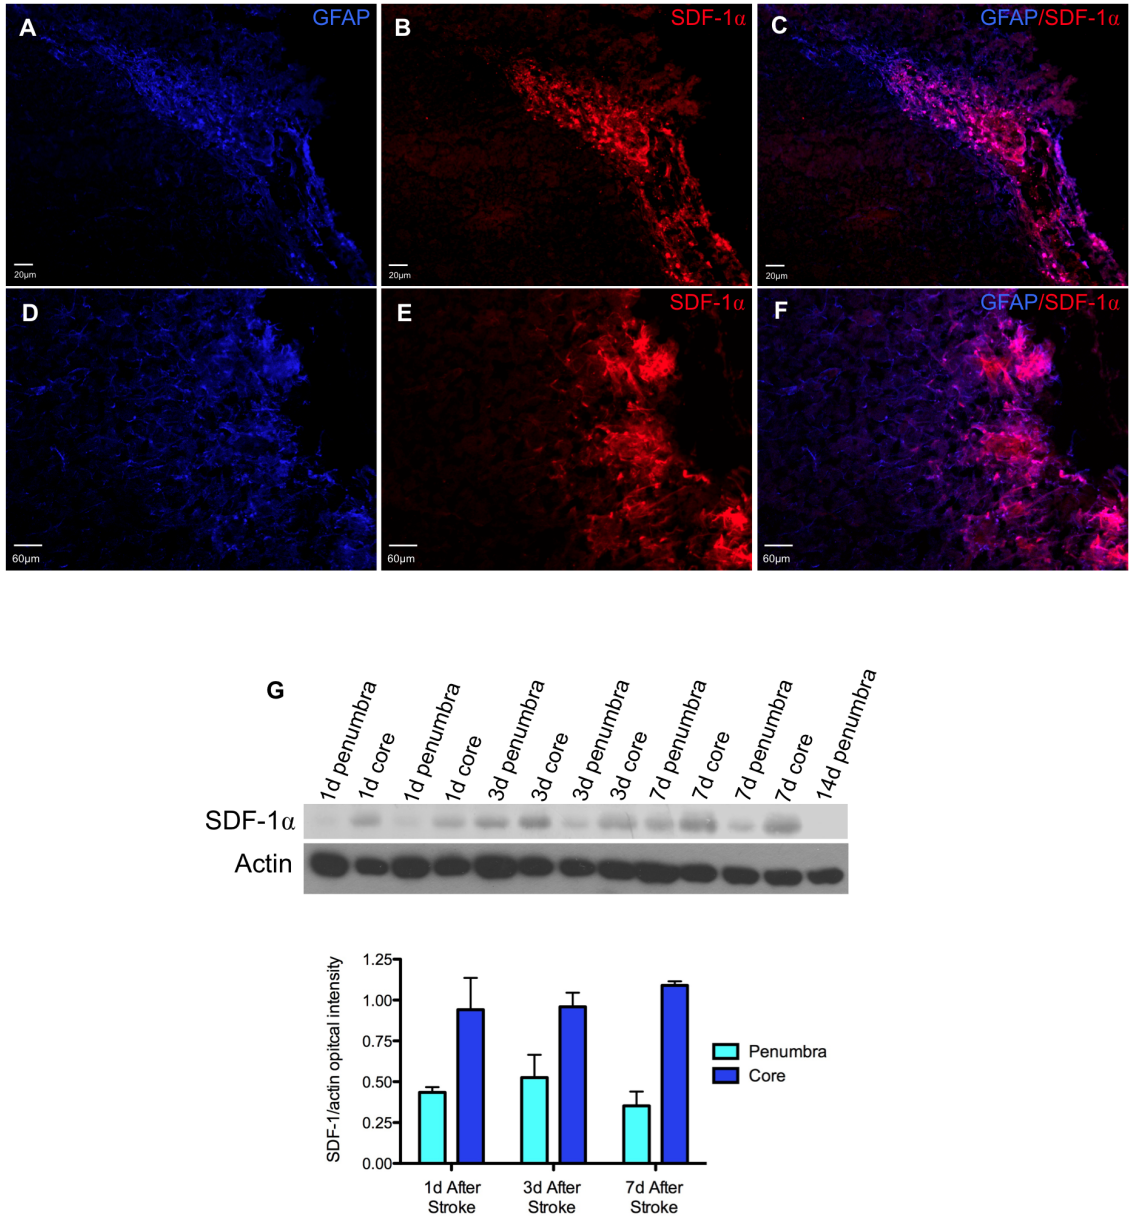 A
GFAP
B
SDF-1α
C
GFAP/SDF-1α
20μm
20μm
20μm
D
E
SDF-1α
F
GFAP/SDF-1α
60μm
60μm
60μm
G
1d penumbra
1d core
1d penumbra
1d core
3d penumbra
3d core
3d penumbra
3d core
7d penumbra
7d core
7d penumbra
7d core
14d penumbra
SDF-1α
Actin
SDF-1/actin opitcal intensity
1.25
1.00
0.75
0.50
0.25
0.00
1d After
Stroke
3d After
Stroke
7d After
Stroke
Penumbra
Core